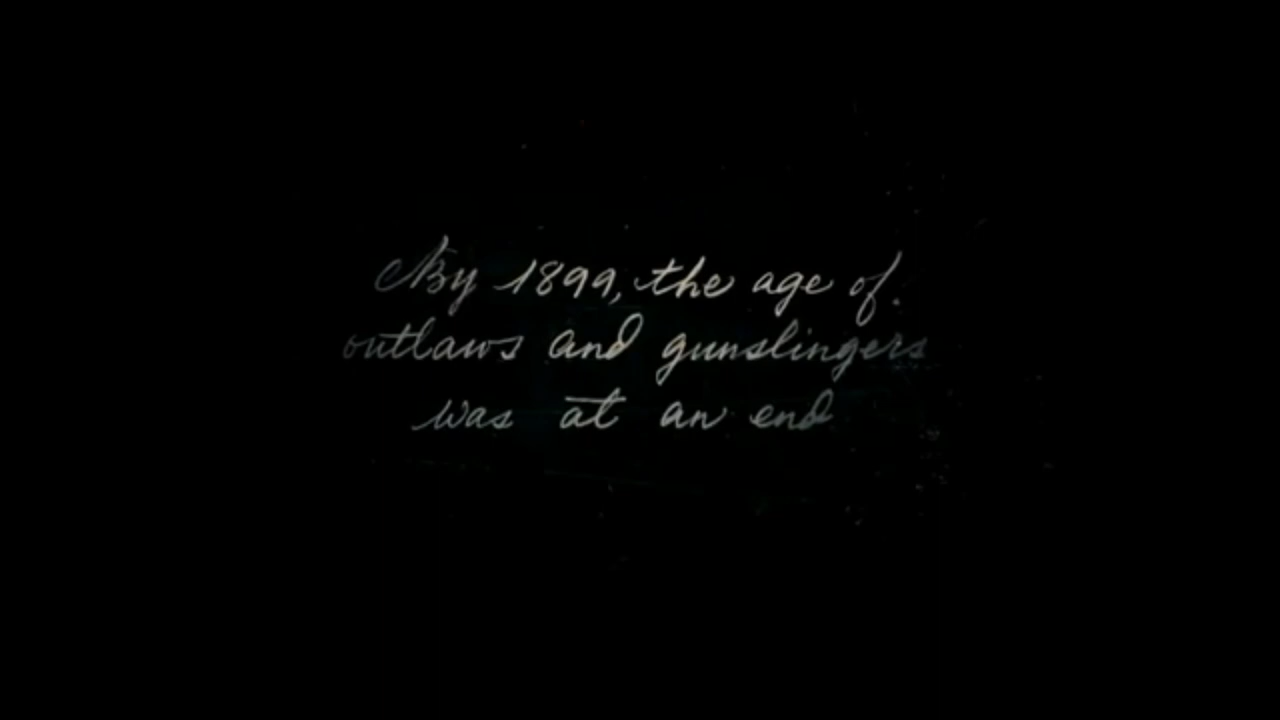 By 1899, the age of
outlaws and gunslingers
was at an end